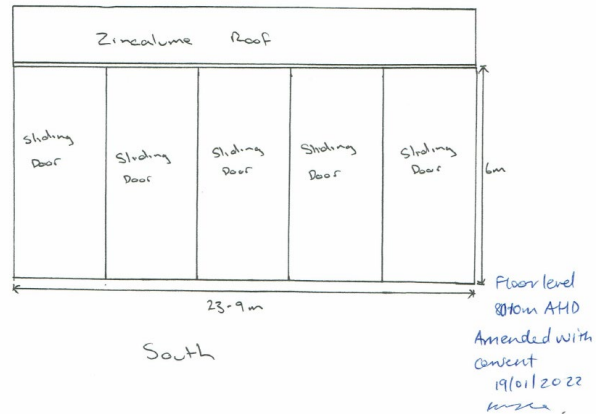 Zincalume Roof
Sliding
Door
Sliding
Door
Sliding
Door
Sliding
Door
Sliding
Door
6m
23-9m
South
Floor level
AHD
Amended with
consent
19/01/2022